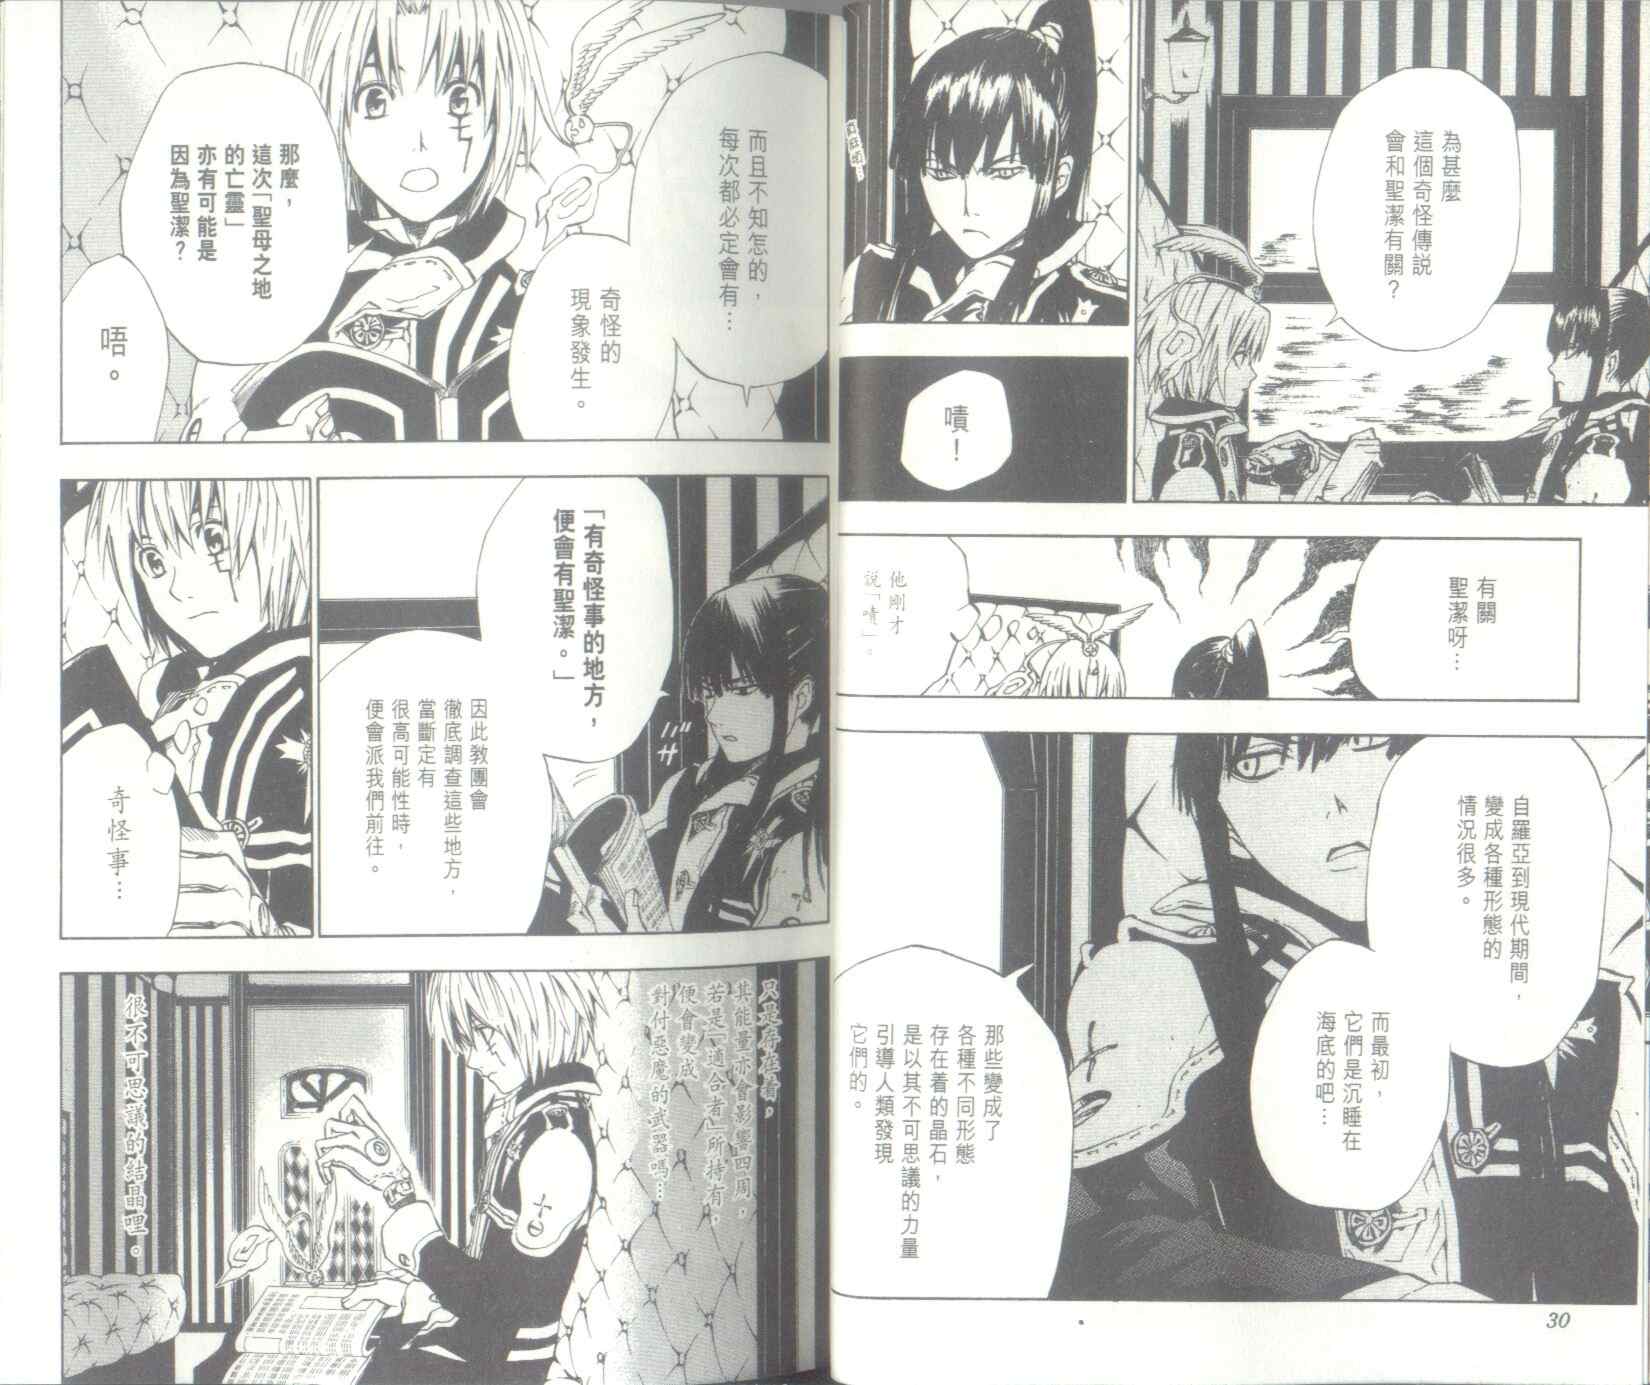 為甚麼
這個奇怪傳說
會和聖潔有關？
嘖！
有關
聖潔呀…
他剛才
說「嘖」。
自羅亞到現代期間，
變成各種形態的
情況很多。
而最初，
它們是沉睡在
海底的吧…
那些變成了
各種不同形態
存在着的晶石，
是以其不可思議的力量
引導人類發現
它們的。
30
而且不知怎的，
每次都必定會有…
奇怪的
現象發生。
那麼，
這次「聖母之地
的亡靈」
亦有可能是
因為聖潔？
唔。
「有奇怪事的地方，
便會有聖潔。」
因此教團會
徹底調查這些地方，
當斷定有
很高可能性時，
便會派我們前往。
奇怪事…
只是存在着，
其能量亦會影響四周，
若是「適合者」所持有，
便會變成
對付惡魔的武器嗎…
很不可思議的結晶哩。